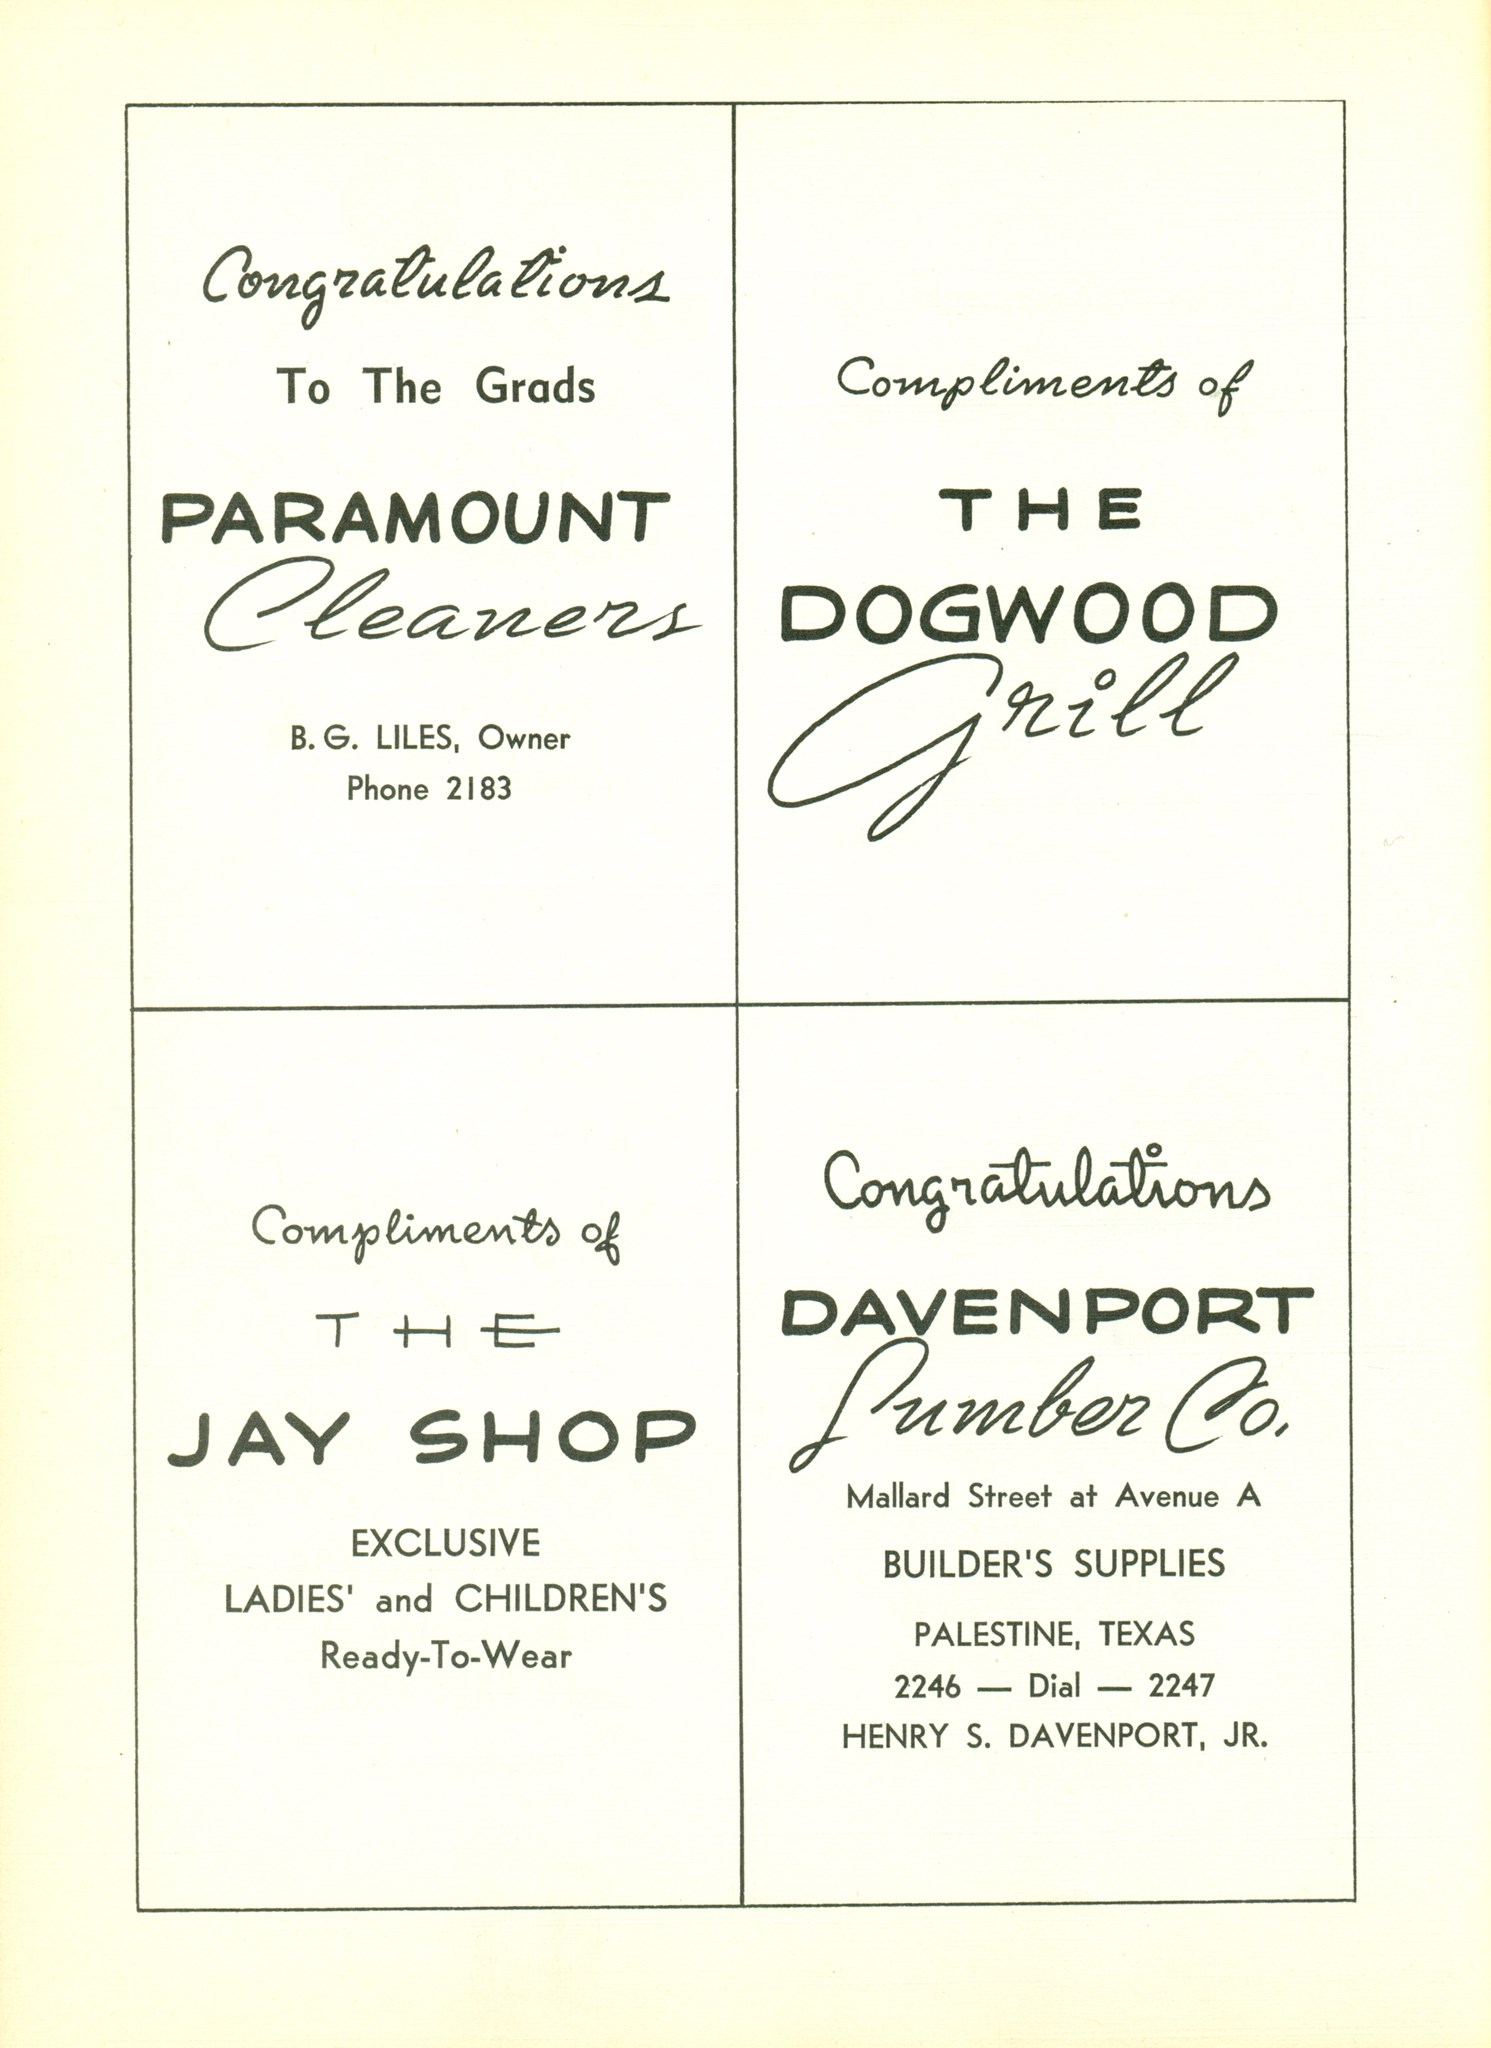 Congratulations
To The Grads
PARAMOUNT
Cleaners
B. G. LILES, Owner
Phone 2183
Compliments of
THE
DOGWOOD
Grill
Compliments of
THE
JAY SHOP
EXCLUSIVE
LADIES' and CHILDREN'S
Ready-To-Wear
Congratulations
DAVENPORT
Lumber Co.
Mallard Street at Avenue A
BUILDER'S SUPPLIES
PALESTINE, TEXAS
2246 — Dial — 2247
HENRY S. DAVENPORT, JR.